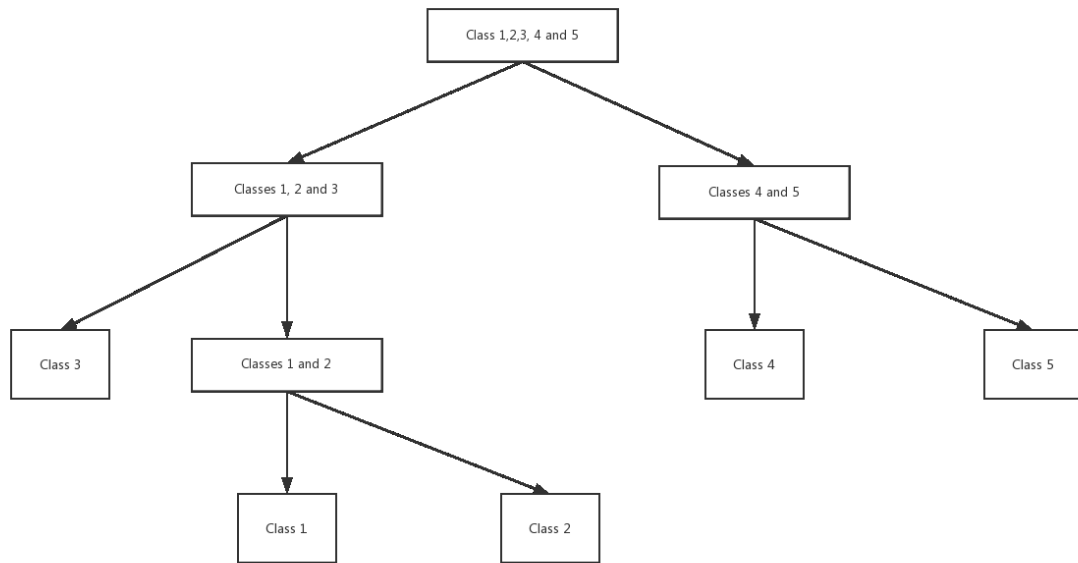 Class 1,2,3, 4 and 5
Classes 1, 2 and 3
Classes 4 and 5
Class 3
Classes 1 and 2
Class 4
Class 5
Class 1
Class 2